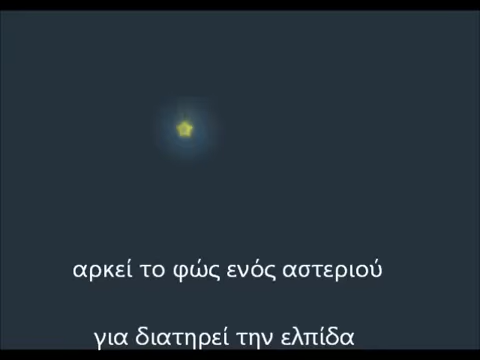 αρκεί το φώς ενός αστεριού
για διατηρεί την ελπίδα